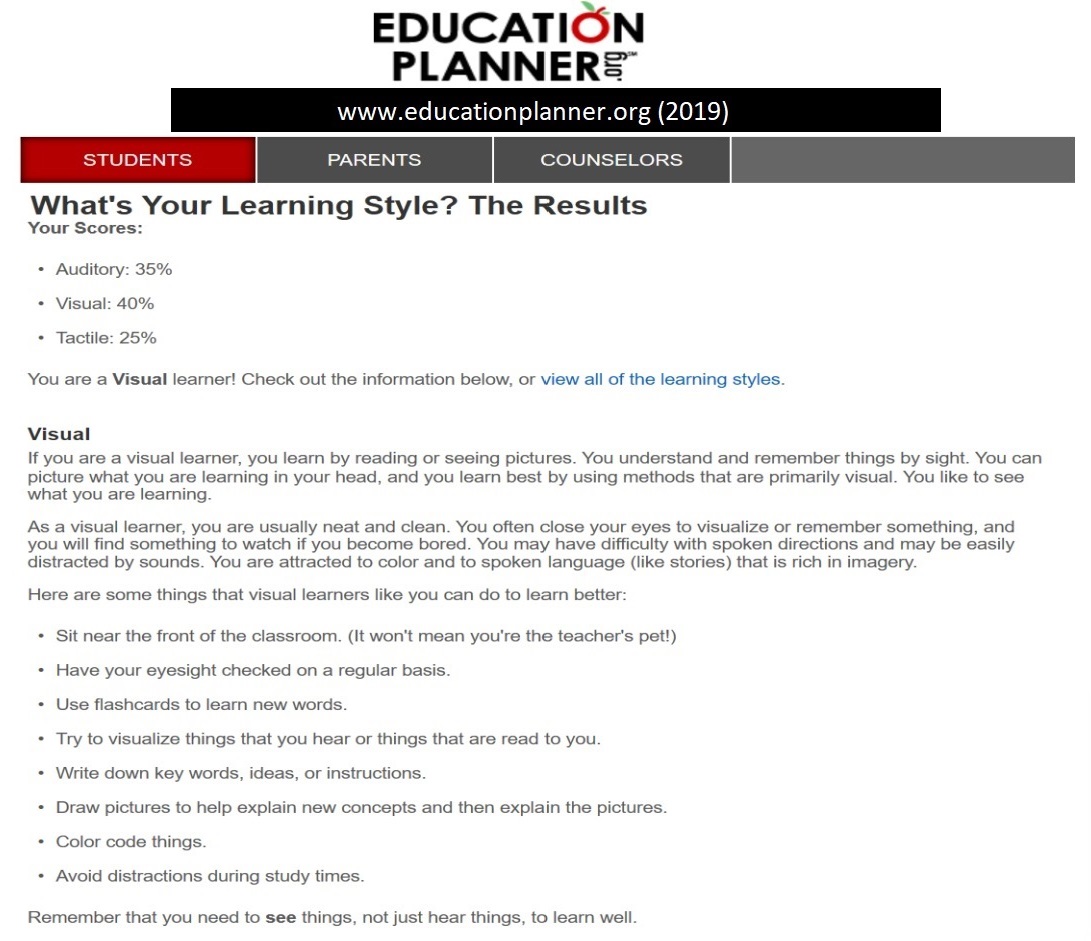 EDUCATION
PLANNER.org℠
www.educationplanner.org (2019)
STUDENTS PARENTS COUNSELORS
What's Your Learning Style? The Results
Your Scores:
• Auditory: 35%
• Visual: 40%
• Tactile: 25%
You are a Visual learner! Check out the information below, or view all of the learning styles.
Visual
If you are a visual learner, you learn by reading or seeing pictures. You understand and remember things by sight. You can
picture what you are learning in your head, and you learn best by using methods that are primarily visual. You like to see
what you are learning.
As a visual learner, you are usually neat and clean. You often close your eyes to visualize or remember something, and
you will find something to watch if you become bored. You may have difficulty with spoken directions and may be easily
distracted by sounds. You are attracted to color and to spoken language (like stories) that is rich in imagery.
Here are some things that visual learners like you can do to learn better:
• Sit near the front of the classroom. (It won't mean you're the teacher's pet!)
• Have your eyesight checked on a regular basis.
• Use flashcards to learn new words.
• Try to visualize things that you hear or things that are read to you.
• Write down key words, ideas, or instructions.
• Draw pictures to help explain new concepts and then explain the pictures.
• Color code things.
• Avoid distractions during study times.
Remember that you need to see things, not just hear things, to learn well.